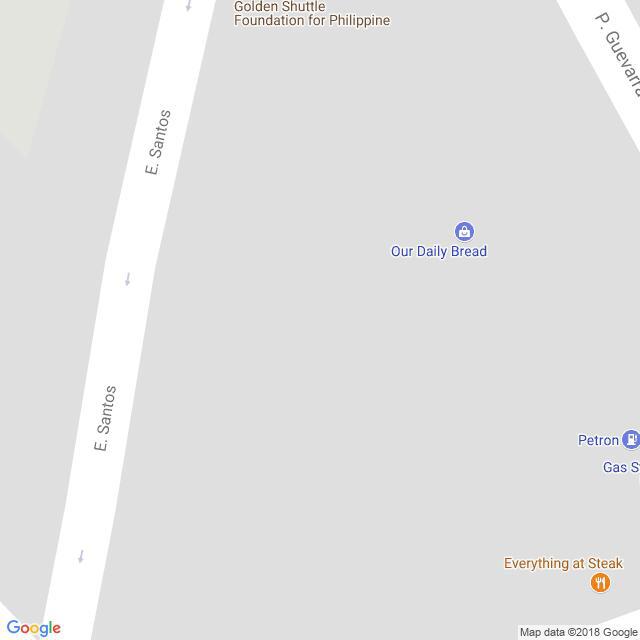 Golden Shuttle
Foundation for Philippine
P. Guevarra
E. Santos
Our Daily Bread
E. Santos
Petron
Gas S
Everything at Steak
Google
Map data ©2018 Google